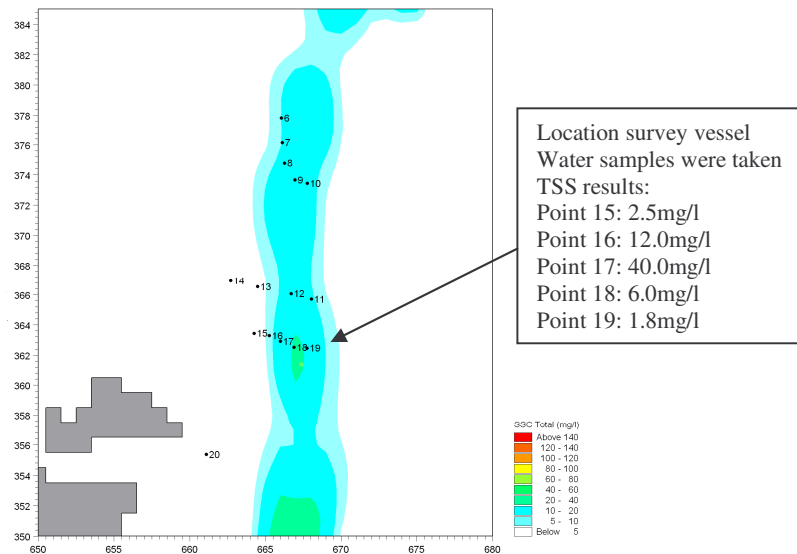 385
380
378
376
374
372
370
368
366
364
362
360
358
356
354
352
350
650
655
660
665
670
675
680
6
7
8
9
10
14
13
12
11
15
16
17
18
19
20
Location survey vessel
Water samples were taken
TSS results:
Point 15: 2.5mg/l
Point 16: 12.0mg/l
Point 17: 40.0mg/l
Point 18: 6.0mg/l
Point 19: 1.8mg/l
SSC Total (mg/l)
Above 140
120 - 140
100 - 120
80 - 100
60 - 80
40 - 60
20 - 40
10 - 20
5 - 10
Below 5